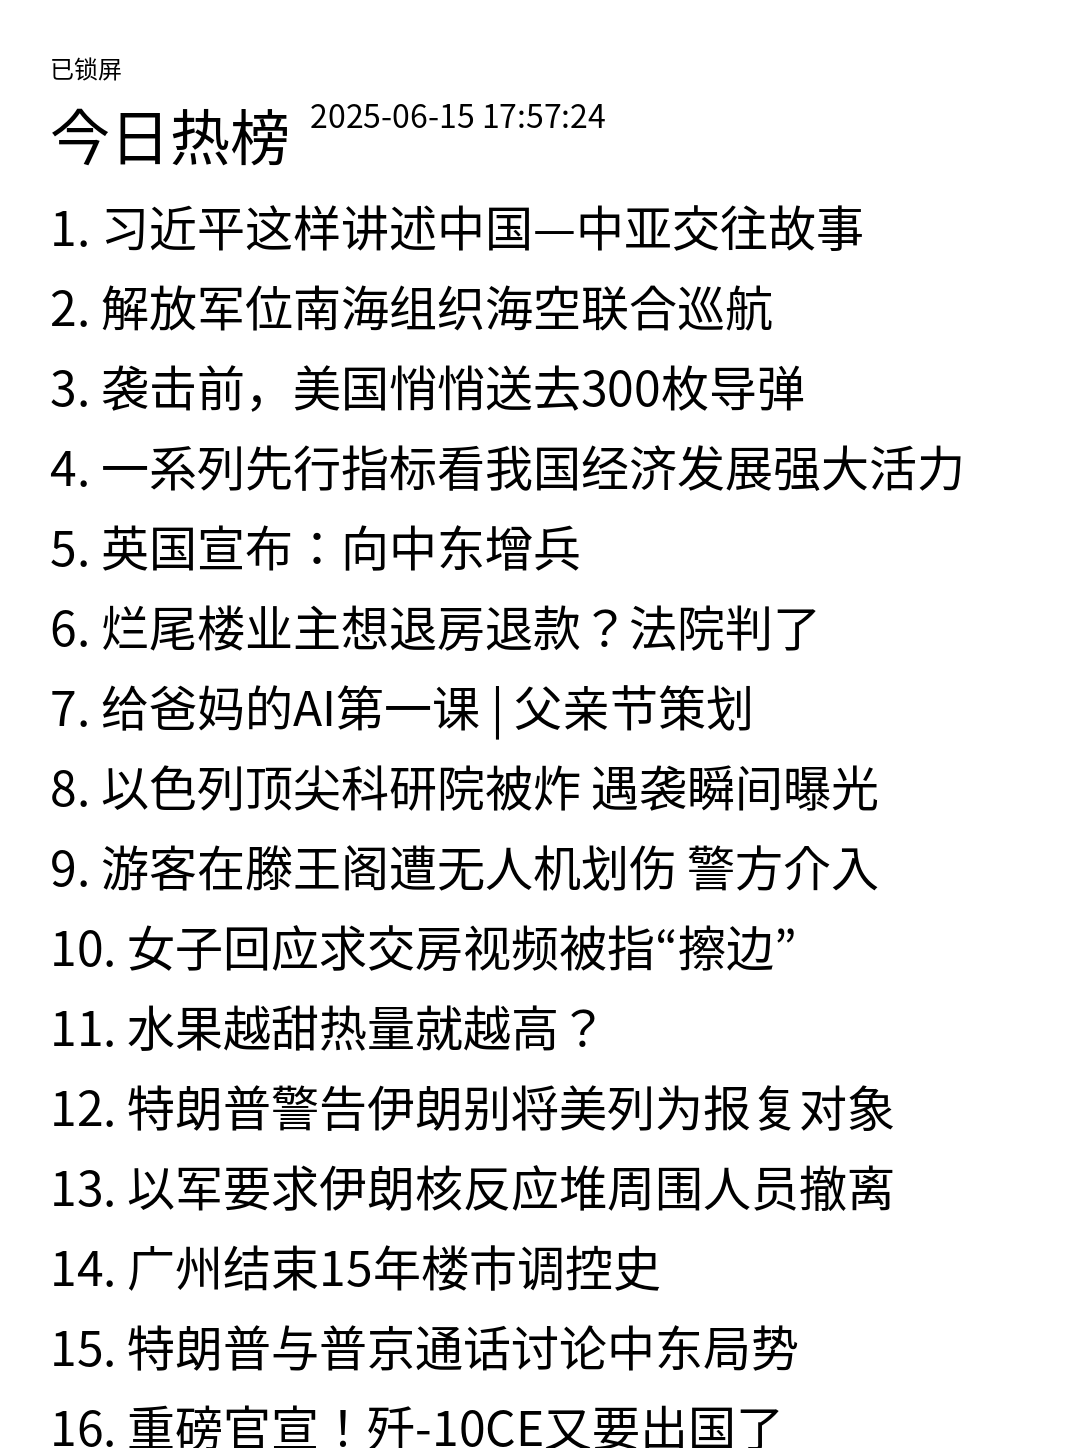 已锁屏
今日热榜 2025-06-15 17:57:24
1. 习近平这样讲述中国—中亚交往故事
2. 解放军位南海组织海空联合巡航
3. 袭击前，美国悄悄送去300枚导弹
4. 一系列先行指标看我国经济发展强大活力
5. 英国宣布：向中东增兵
6. 烂尾楼业主想退房退款？法院判了
7. 给爸妈的AI第一课 | 父亲节策划
8. 以色列顶尖科研院被炸 遇袭瞬间曝光
9. 游客在滕王阁遭无人机划伤 警方介入
10. 女子回应求交房视频被指“擦边”
11. 水果越甜热量就越高？
12. 特朗普警告伊朗别将美列为报复对象
13. 以军要求伊朗核反应堆周围人员撤离
14. 广州结束15年楼市调控史
15. 特朗普与普京通话讨论中东局势
16. 重磅官宣！歼-10CE又要出国了